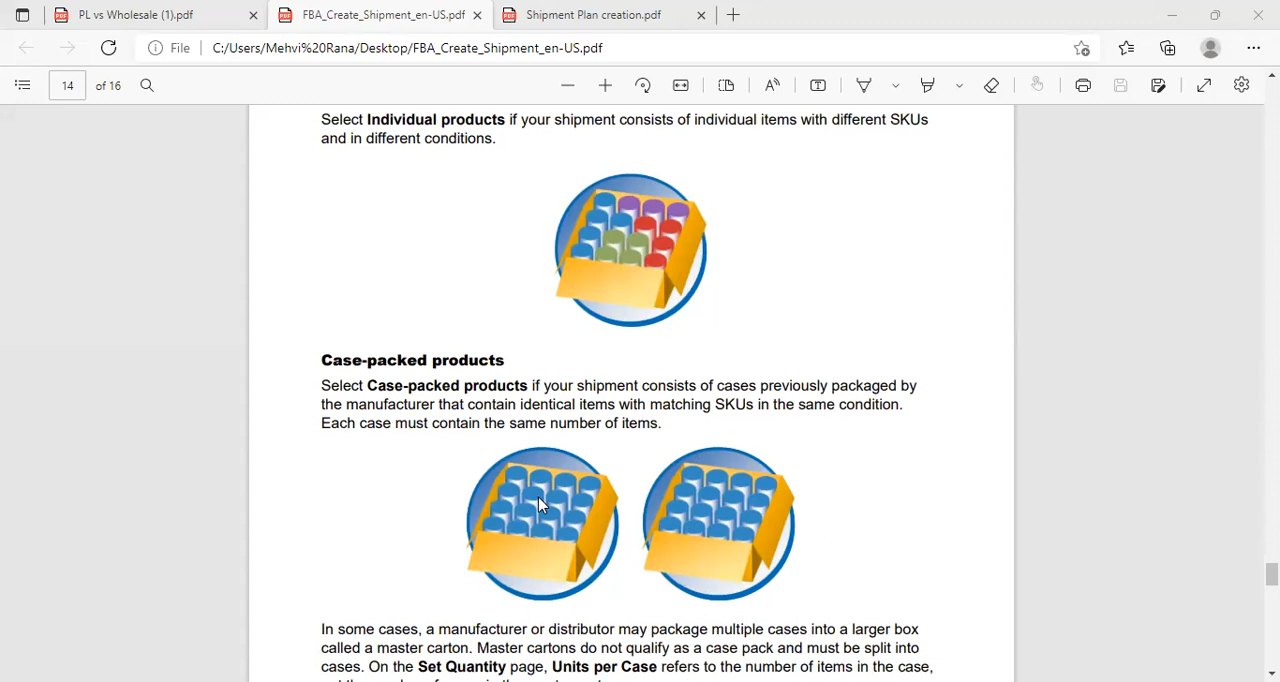 PL vs Wholesale (1).pdf
FBA_Create_Shipment_en-US.pdf
Shipment Plan creation.pdf
File
C:/Users/Mehvi%20Rana/Desktop/FBA_Create_Shipment_en-US.pdf
14 of 16
Select Individual products if your shipment consists of individual items with different SKUs
and in different conditions.
Case-packed products
Select Case-packed products if your shipment consists of cases previously packaged by
the manufacturer that contain identical items with matching SKUs in the same condition.
Each case must contain the same number of items.
In some cases, a manufacturer or distributor may package multiple cases into a larger box
called a master carton. Master cartons do not qualify as a case pack and must be split into
cases. On the Set Quantity page, Units per Case refers to the number of items in the case,